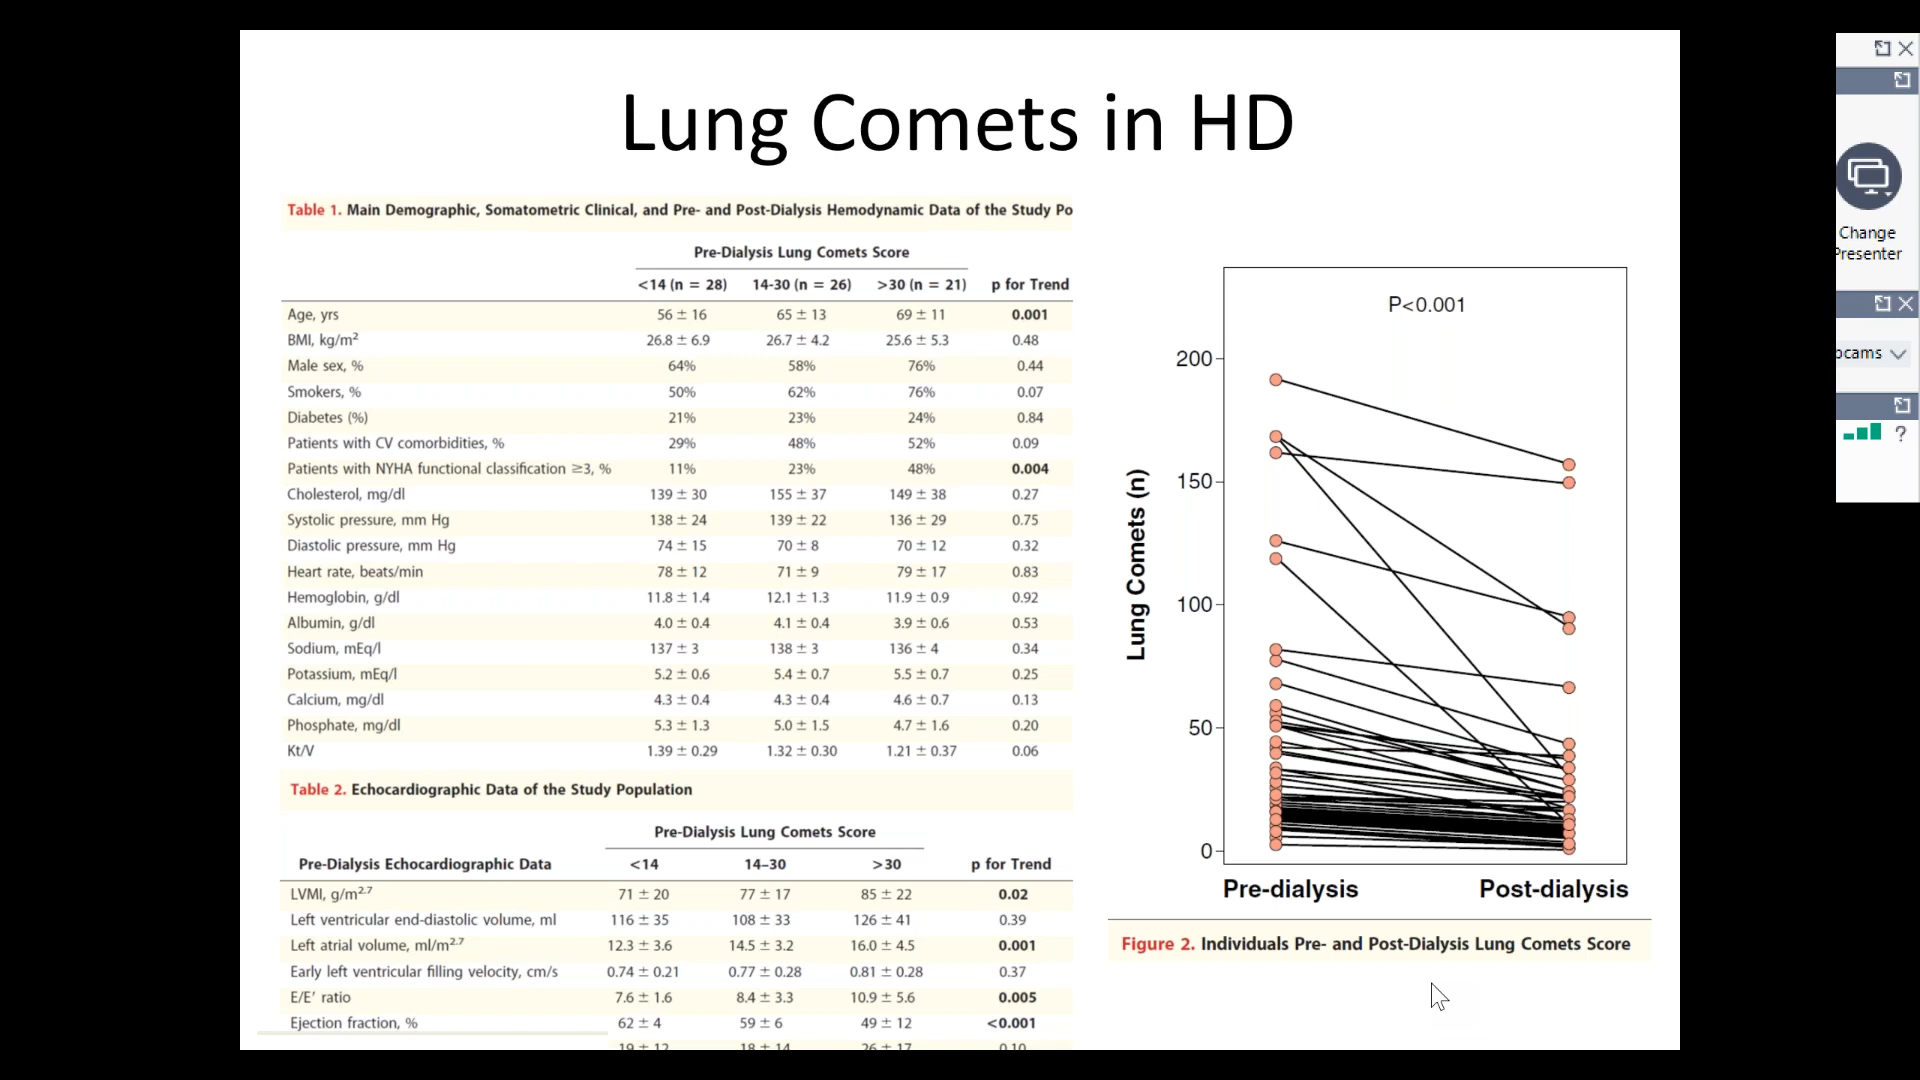 Lung Comets in HD
Table 1. Main Demographic, Somatometric Clinical, and Pre- and Post-Dialysis Hemodynamic Data of the Study Po
Pre-Dialysis Lung Comets Score
<14 (n = 28) 14-30 (n = 26) >30 (n = 21) p for Trend
Age, yrs 56 ± 16 65 ± 13 69 ± 11 0.001
BMI, kg/m² 26.8 ± 6.9 26.7 ± 4.2 25.6 ± 5.3 0.48
Male sex, % 64% 58% 76% 0.44
Smokers, % 50% 62% 76% 0.07
Diabetes (%) 21% 23% 24% 0.84
Patients with CV comorbidities, % 29% 48% 52% 0.09
Patients with NYHA functional classification ≥3, % 11% 23% 48% 0.004
Cholesterol, mg/dl 139 ± 30 155 ± 37 149 ± 38 0.27
Systolic pressure, mm Hg 138 ± 24 139 ± 22 136 ± 29 0.75
Diastolic pressure, mm Hg 74 ± 15 70 ± 8 70 ± 12 0.32
Heart rate, beats/min 78 ± 12 71 ± 9 79 ± 17 0.83
Hemoglobin, g/dl 11.8 ± 1.4 12.1 ± 1.3 11.9 ± 0.9 0.92
Albumin, g/dl 4.0 ± 0.4 4.1 ± 0.4 3.9 ± 0.6 0.53
Sodium, mEq/l 137 ± 3 138 ± 3 136 ± 4 0.34
Potassium, mEq/l 5.2 ± 0.6 5.4 ± 0.7 5.5 ± 0.7 0.25
Calcium, mg/dl 4.3 ± 0.4 4.3 ± 0.4 4.6 ± 0.7 0.13
Phosphate, mg/dl 5.3 ± 1.3 5.0 ± 1.5 4.7 ± 1.6 0.20
Kt/V 1.39 ± 0.29 1.32 ± 0.30 1.21 ± 0.37 0.06
Table 2. Echocardiographic Data of the Study Population
Pre-Dialysis Lung Comets Score
Pre-Dialysis Echocardiographic Data <14 14–30 >30 p for Trend
LVMI, g/m²·⁷ 71 ± 20 77 ± 17 85 ± 22 0.02
Left ventricular end-diastolic volume, ml 116 ± 35 108 ± 33 126 ± 41 0.39
Left atrial volume, ml/m²·⁷ 12.3 ± 3.6 14.5 ± 3.2 16.0 ± 4.5 0.001
Early left ventricular filling velocity, cm/s 0.74 ± 0.21 0.77 ± 0.28 0.81 ± 0.28 0.37
E/E′ ratio 7.6 ± 1.6 8.4 ± 3.3 10.9 ± 5.6 0.005
Ejection fraction, % 62 ± 4 59 ± 6 49 ± 12 <0.001
19 ± 12 18 ± 14 26 ± 17 0.10
P<0.001
Lung Comets (n)
200
150
100
50
0
Pre-dialysis Post-dialysis
Figure 2. Individuals Pre- and Post-Dialysis Lung Comets Score
Change
Presenter
cams
?